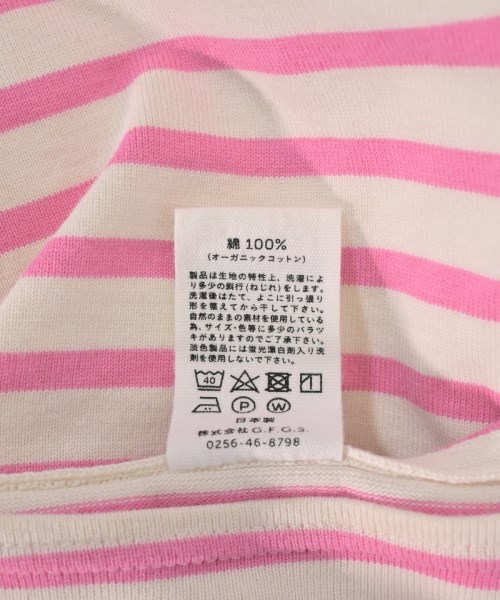 綿 100%
(オーガニックコットン)
製品は生地の特性上、洗濯によ
り多少の斜行(ねじれ)をします。
洗濯後はたて、よこに引っ張り
形を整えてから干して下さい。
自然のままの素材を使用している
為、サイズ・色等に多少のバラツ
キがありますのでご了承下さい。
淡色製品には蛍光漂白剤入り洗
剤を使用しないで下さい。
40
P W
日本製
株式会社G.F.G.S.
0256-46-8798